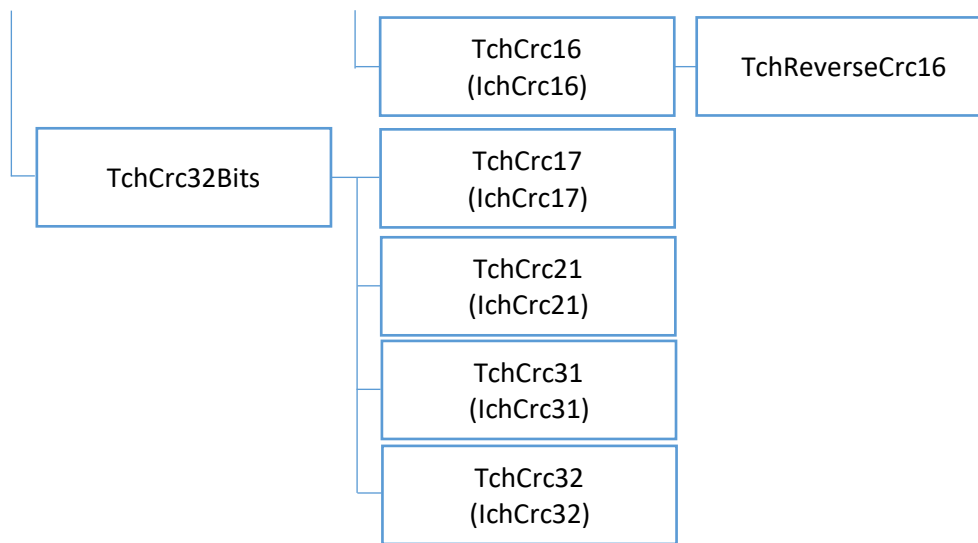 TchCrc16
(IchCrc16)
TchReverseCrc16
TchCrc32Bits
TchCrc17
(IchCrc17)
TchCrc21
(IchCrc21)
TchCrc31
(IchCrc31)
TchCrc32
(IchCrc32)